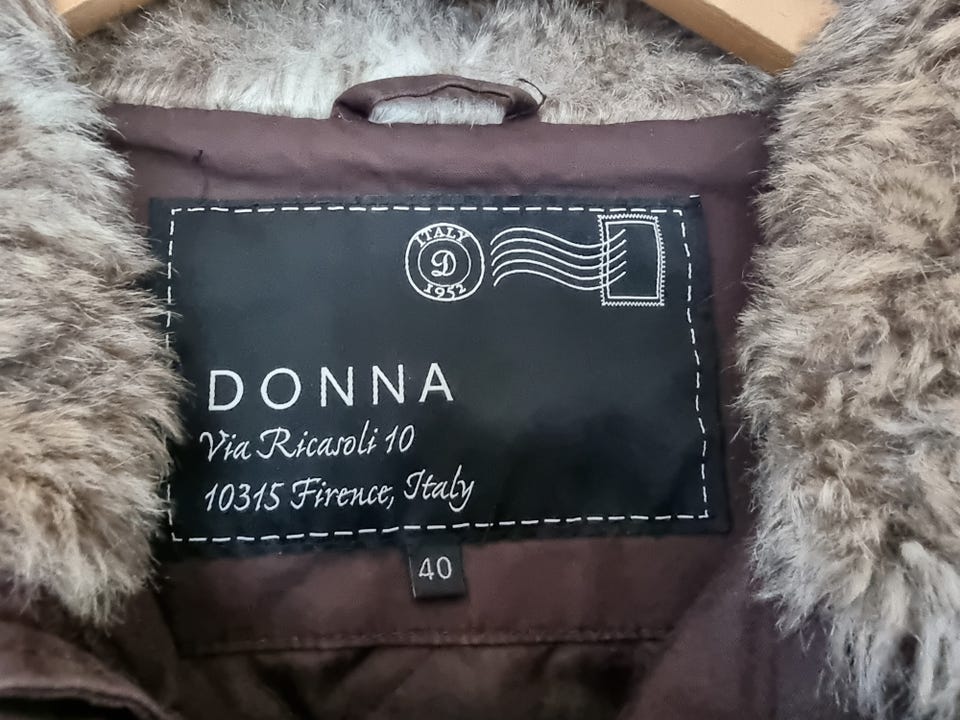 ITALY
D
1952
DONNA
Via Ricasoli 10
10315 Firence, Italy
40